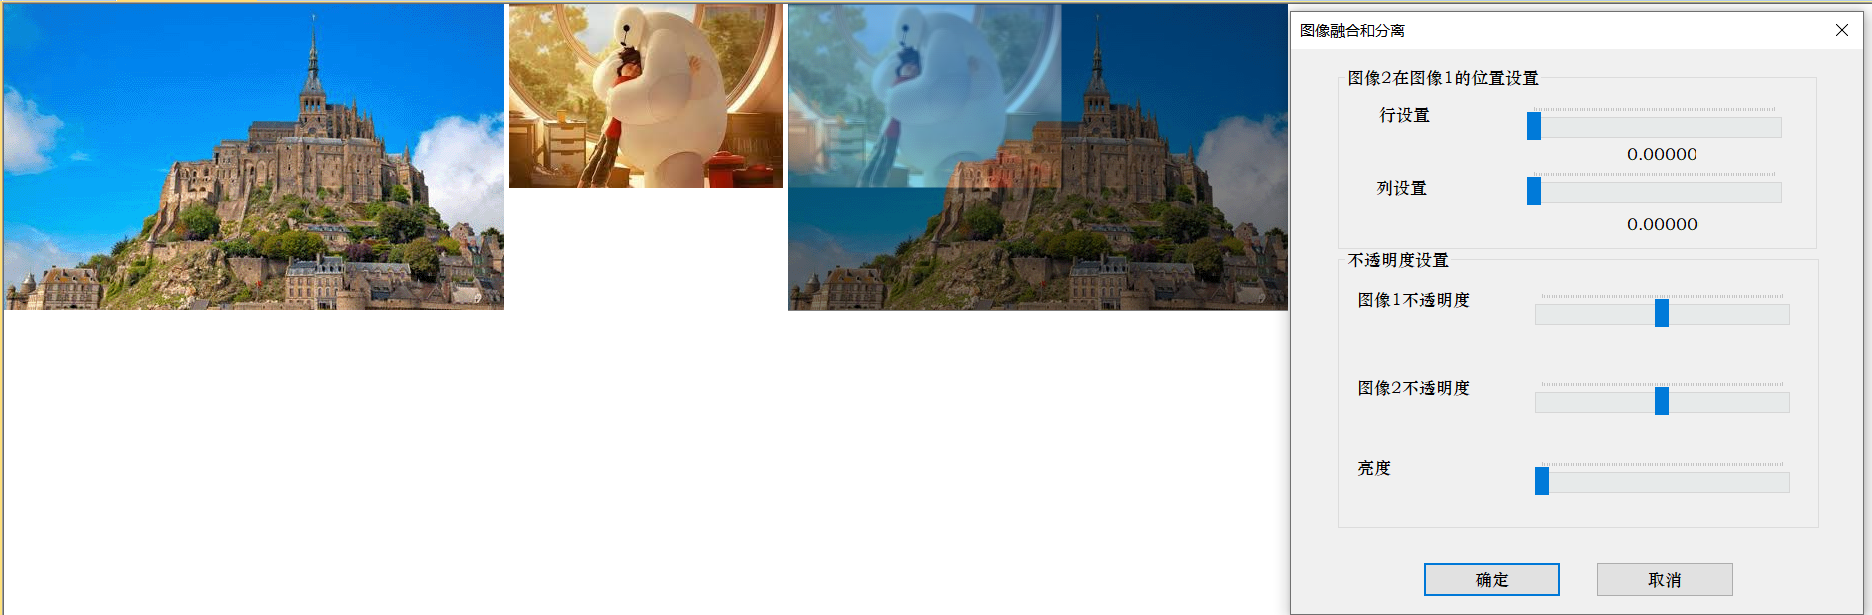 图像融合和分离
图像2在图像1的位置设置
行设置
0.00000
列设置
0.00000
不透明度设置
图像1不透明度
图像2不透明度
亮度
确定
取消